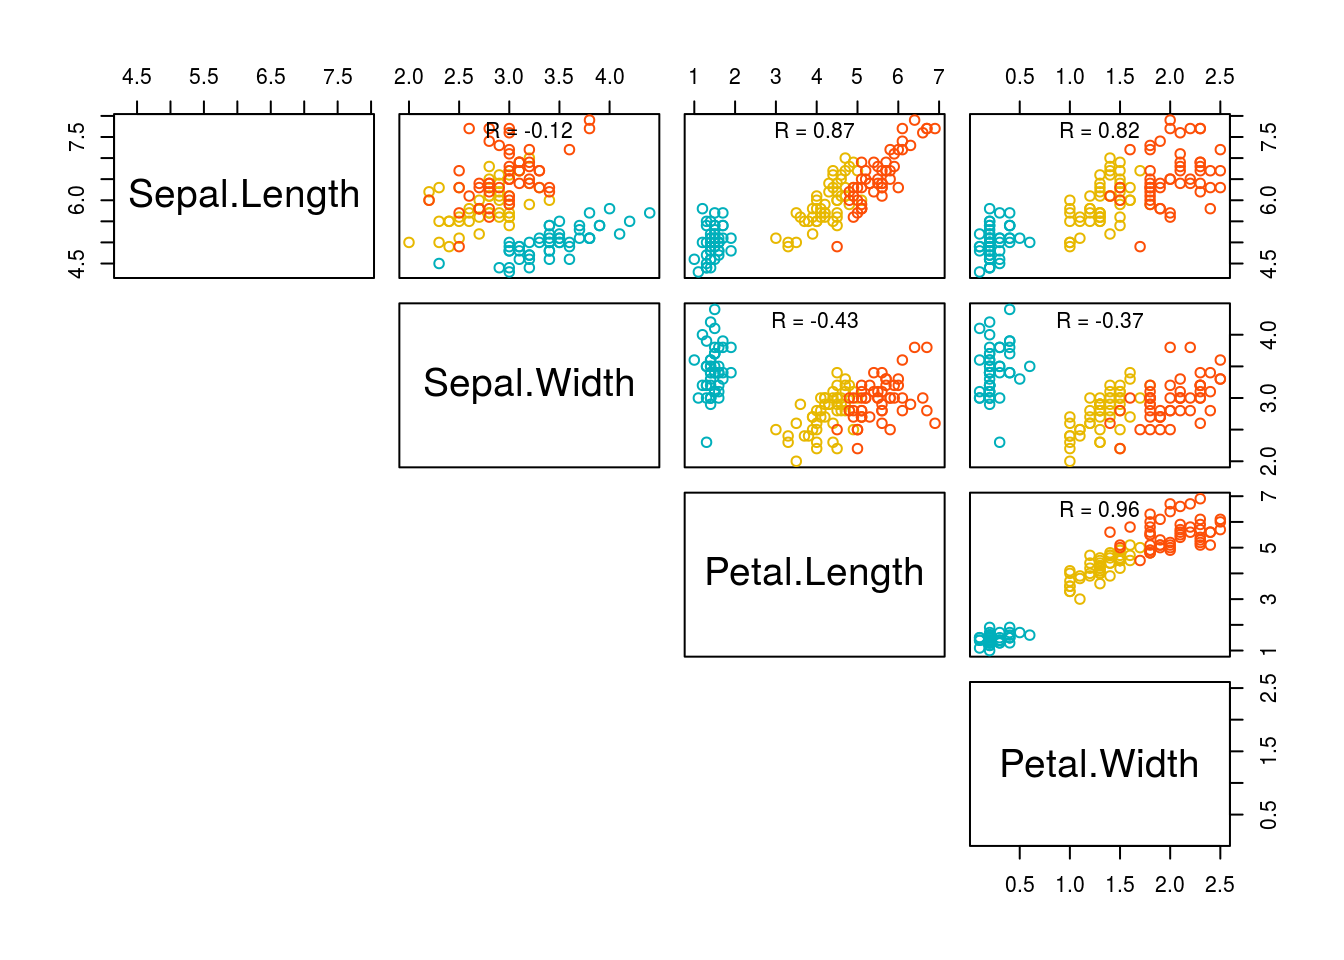 4.5 5.5 6.5 7.5
2.0 2.5 3.0 3.5 4.0
1 2 3 4 5 6 7
0.5 1.0 1.5 2.0 2.5
4.5 6.0 7.5
Sepal.Length
R = -0.12
R = 0.87
R = 0.82
4.5 6.0 7.5
Sepal.Width
R = -0.43
R = -0.37
2.0 3.0 4.0
Petal.Length
R = 0.96
1 3 5 7
Petal.Width
0.5 1.5 2.5
0.5 1.0 1.5 2.0 2.5